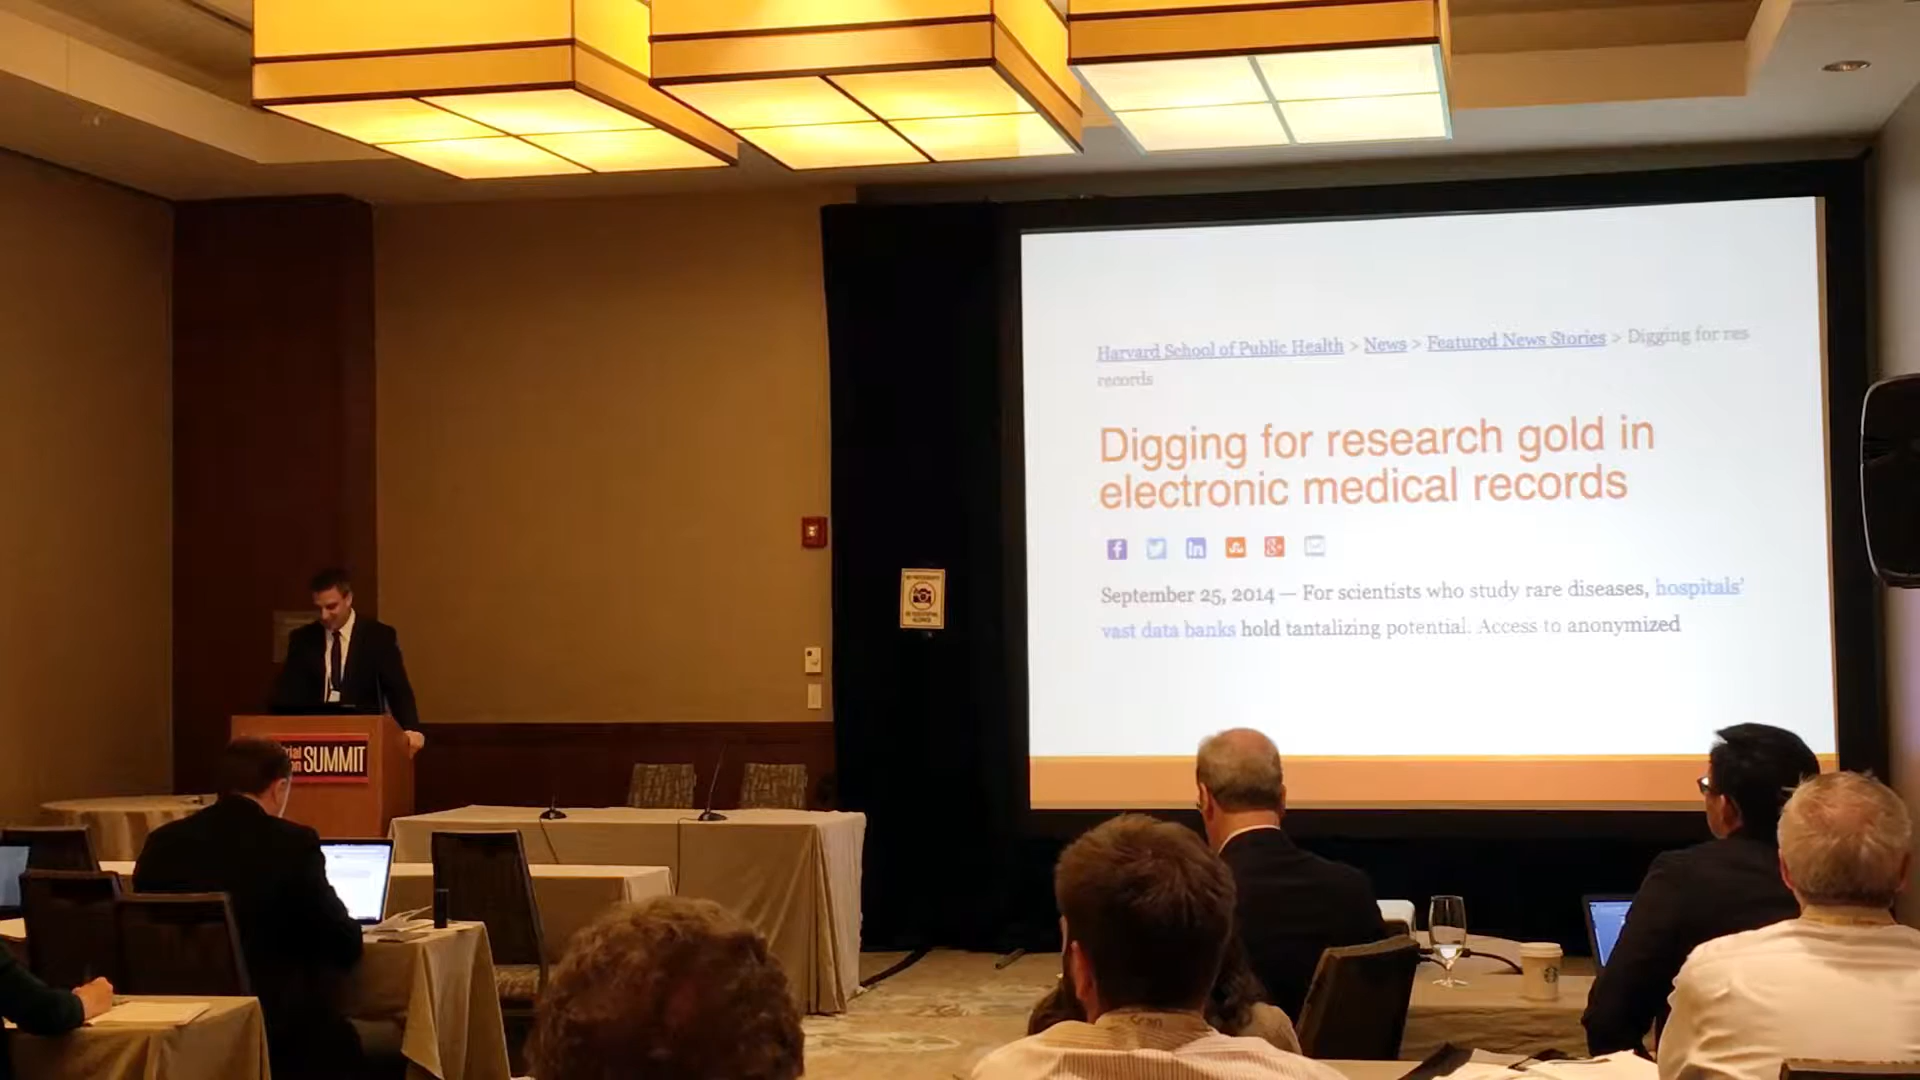 Harvard School of Public Health > News > Featured News Stories > Digging for res
records
Digging for research gold in
electronic medical records
September 25, 2014 — For scientists who study rare diseases, hospitals'
vast data banks hold tantalizing potential. Access to anonymized
SUMMIT